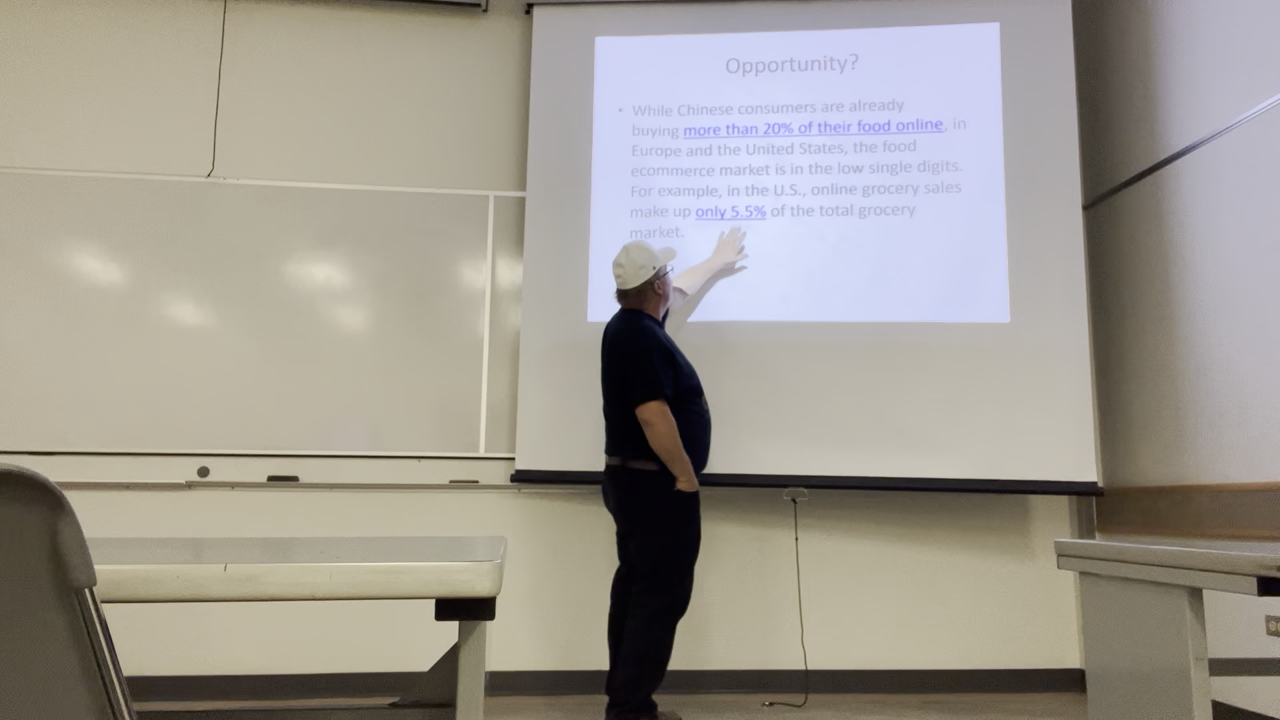 Opportunity?
• While Chinese consumers are already
buying more than 20% of their food online, in
Europe and the United States, the food
ecommerce market is in the low single digits.
For example, in the U.S., online grocery sales
make up only 5.5% of the total grocery
market.